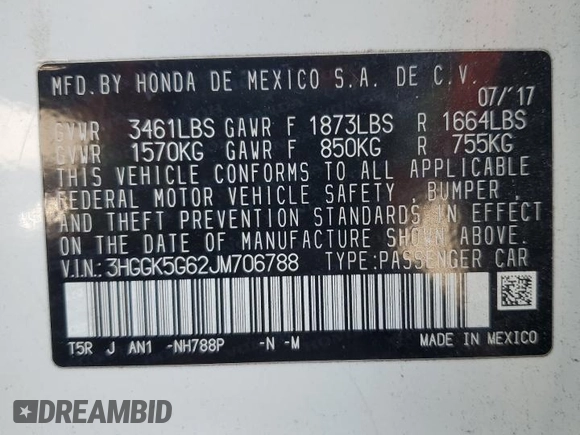 MFD. BY HONDA DE MEXICO S.A. DE C.V.
07/'17
GVWR 3461LBS GAWR F 1873LBS R 1664LBS
GVWR 1570KG GAWR F 850KG R 755KG
THIS VEHICLE CONFORMS TO ALL APPLICABLE
FEDERAL MOTOR VEHICLE SAFETY , BUMPER ,
AND THEFT PREVENTION STANDARDS IN EFFECT
ON THE DATE OF MANUFACTURE SHOWN ABOVE.
V.I.N.: 3HGGK5G62JM706788 TYPE:PASSENGER CAR
T5R J AN1 -NH788P -N -M MADE IN MEXICO
DREAMBID